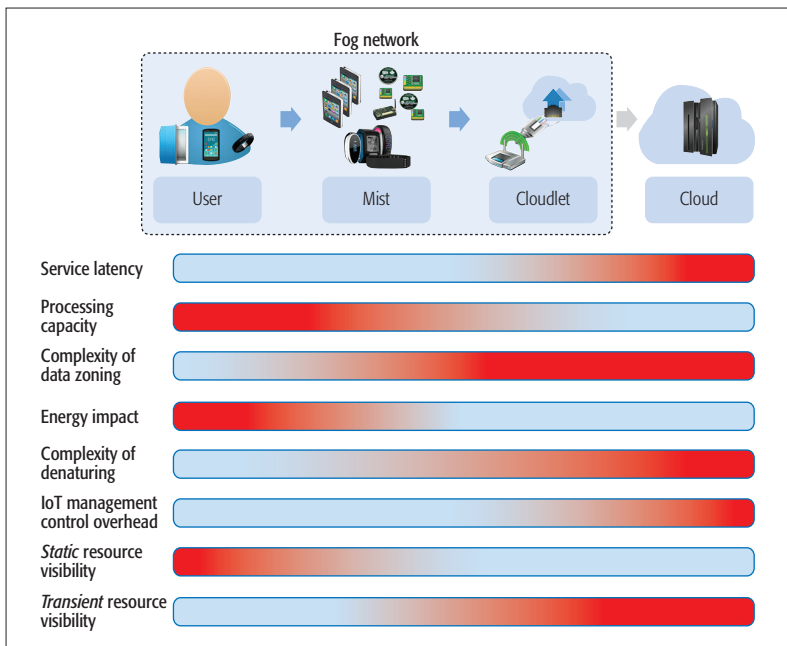 Fog network
User
Mist
Cloudlet
Cloud
Service latency
Processing
capacity
Complexity of
data zoning
Energy impact
Complexity of
denaturing
IoT management
control overhead
Static resource
visibility
Transient resource
visibility